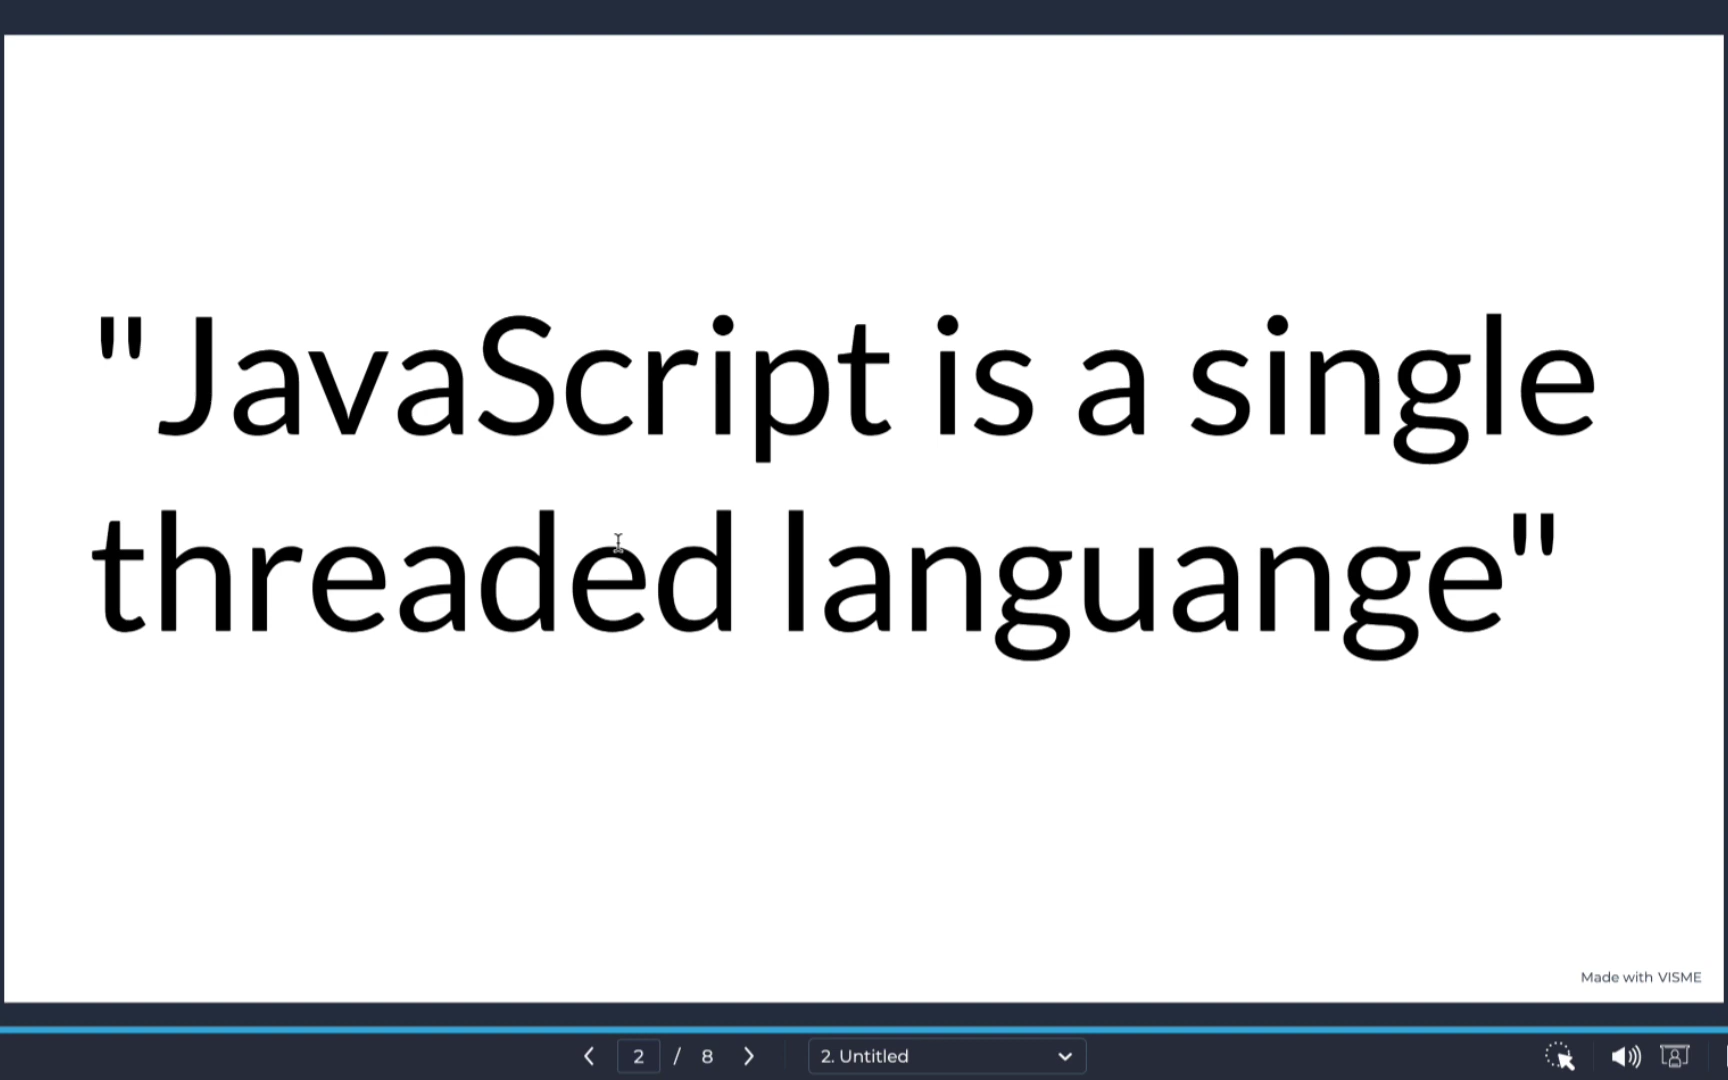 "JavaScript is a single
threaded languange"
Made with VISME
2 / 8
2. Untitled